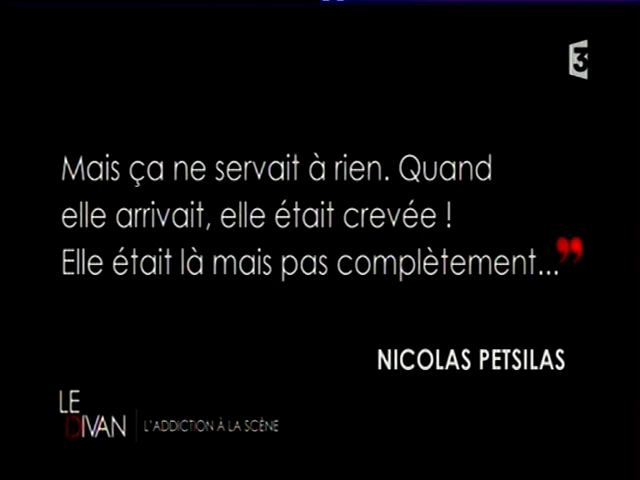 3
Mais ça ne servait à rien. Quand
elle arrivait, elle était crevée !
Elle était là mais pas complètement...”
NICOLAS PETSILAS
LE
DIVAN
L'ADDICTION À LA SCÈNE